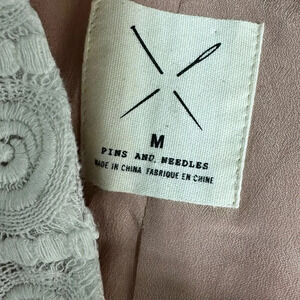 M
PINS AND NEEDLES
MADE IN CHINA FABRIQUE EN CHINE